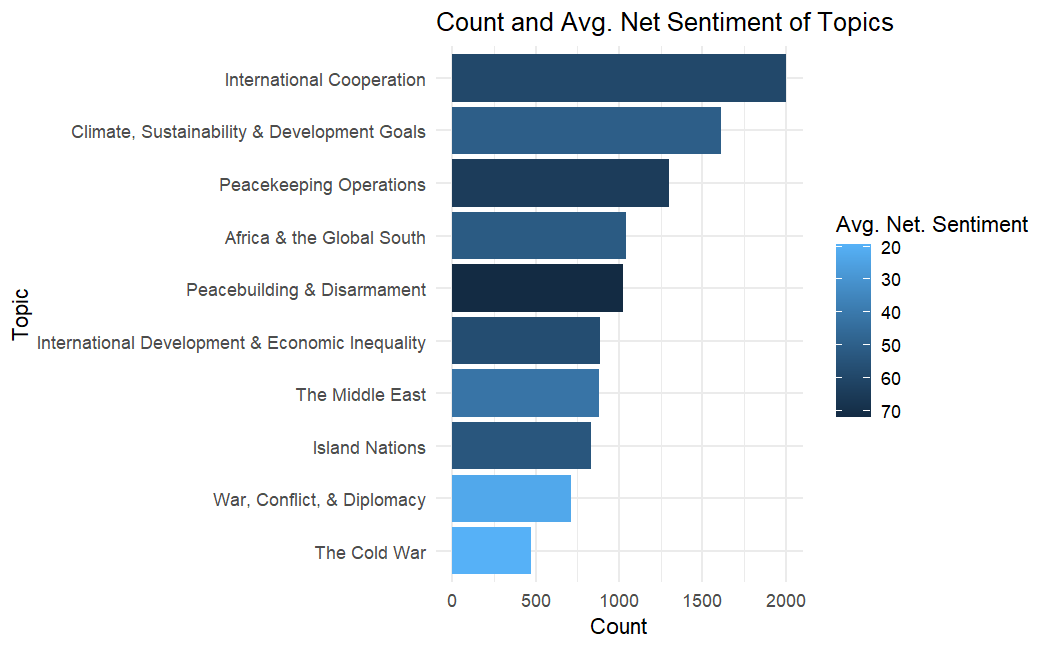 Count and Avg. Net Sentiment of Topics
International Cooperation
Climate, Sustainability & Development Goals
Peacekeeping Operations
Africa & the Global South
Peacebuilding & Disarmament
International Development & Economic Inequality
The Middle East
Island Nations
War, Conflict, & Diplomacy
The Cold War
Topic
0 500 1000 1500 2000
Count
Avg. Net. Sentiment
20
30
40
50
60
70